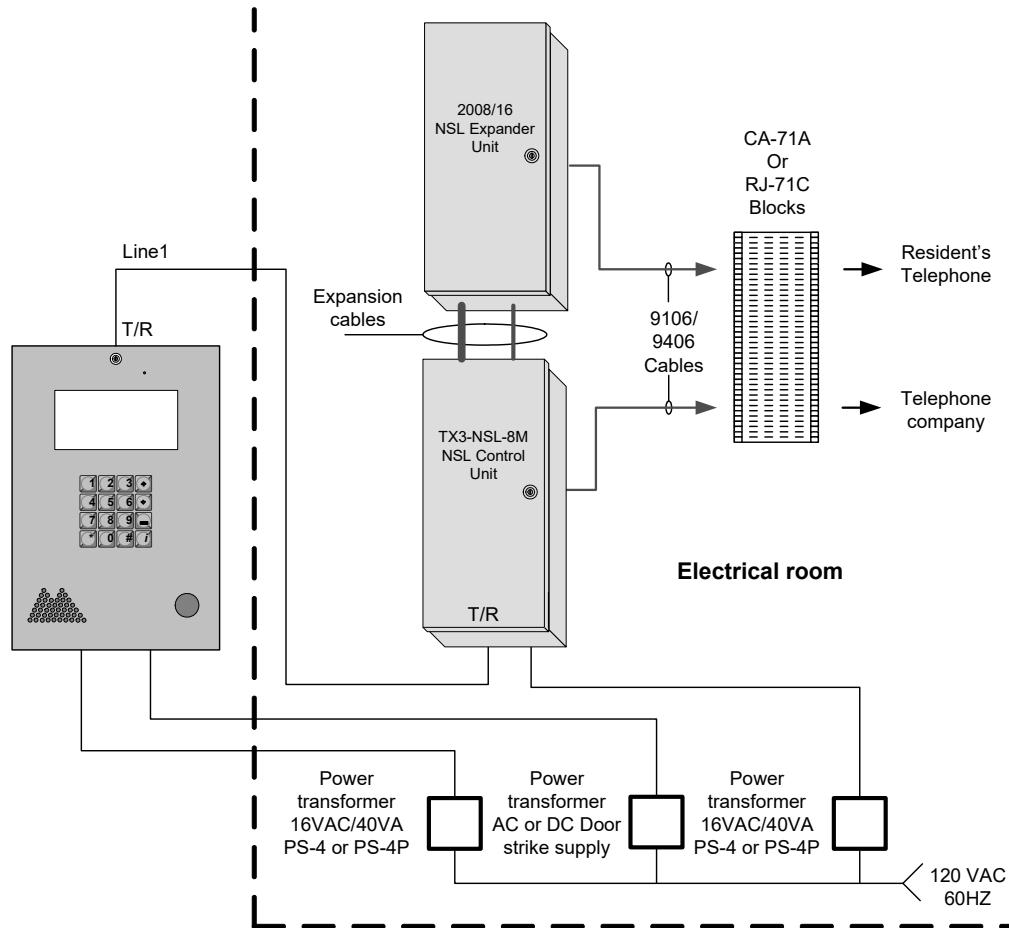 2008/16
NSL Expander
Unit
CA-71A
Or
RJ-71C
Blocks
Line1
Resident's
Telephone
Expansion
cables
9106/
9406
Cables
T/R
Telephone
company
TX3-NSL-8M
NSL Control
Unit
1 2 3
4 5 6
7 8 9
* 0 # i
Electrical room
T/R
Power
transformer
16VAC/40VA
PS-4 or PS-4P
Power
transformer
AC or DC Door
strike supply
Power
transformer
16VAC/40VA
PS-4 or PS-4P
120 VAC
60HZ